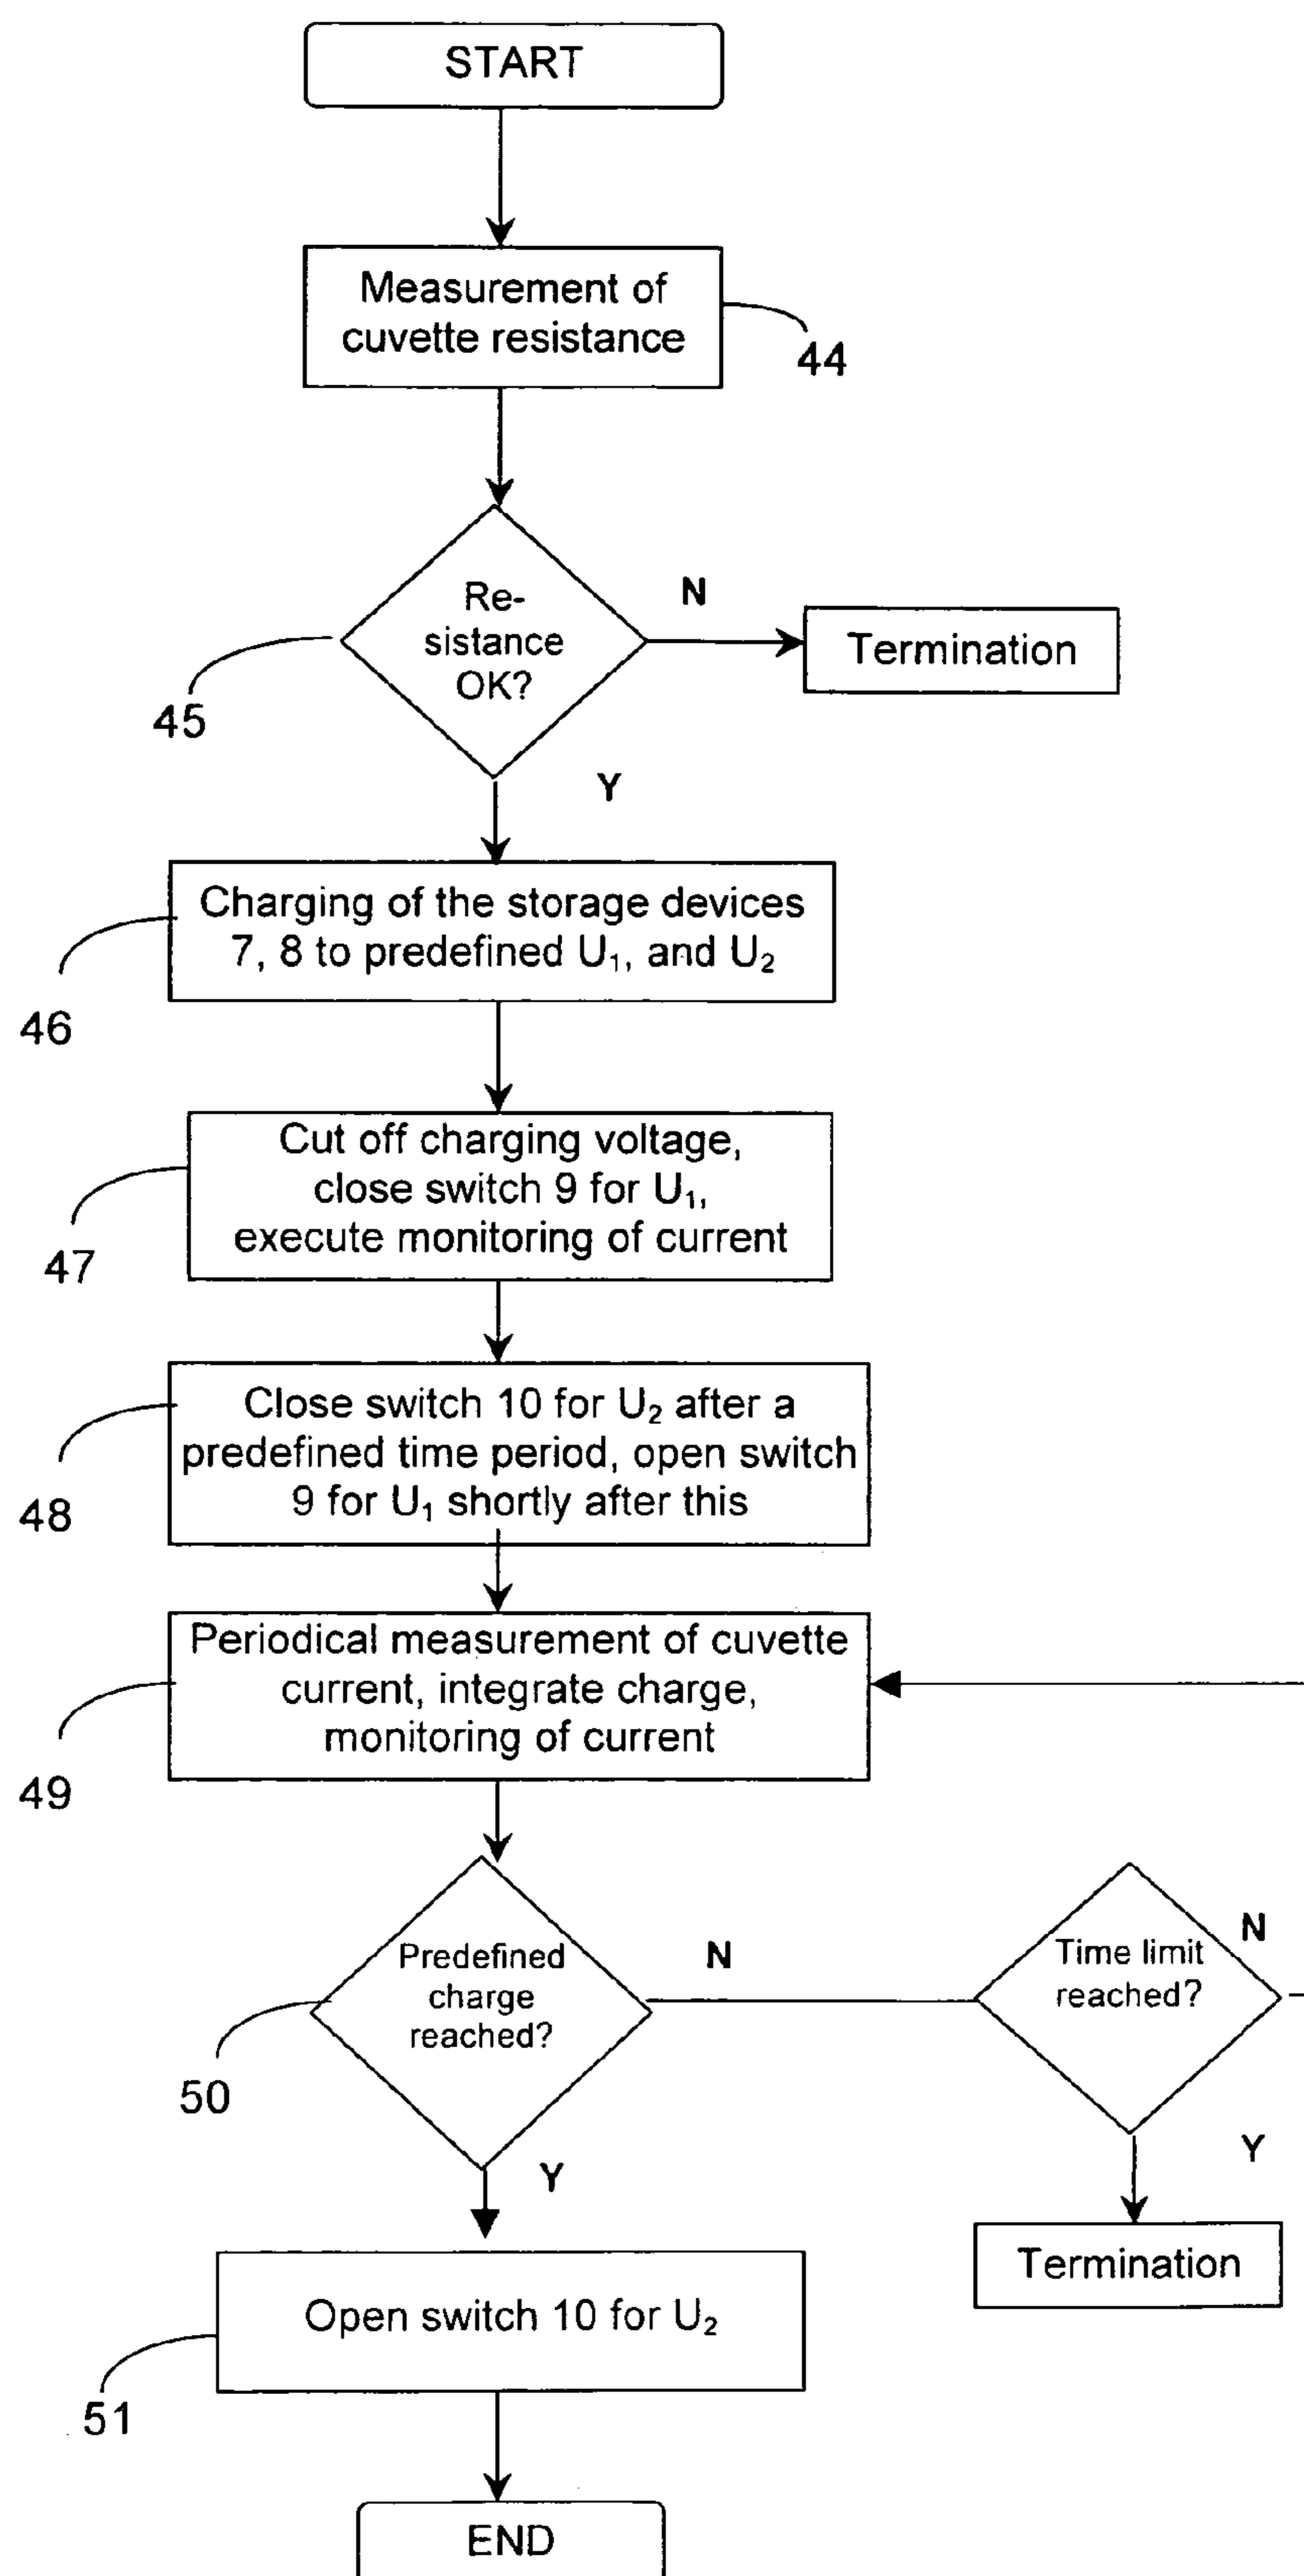 START
Measurement of
cuvette resistance
44
Re-
sistance
OK?
N
Termination
45
Y
Charging of the storage devices
7, 8 to predefined U₁, and U₂
46
Cut off charging voltage,
close switch 9 for U₁,
execute monitoring of current
47
Close switch 10 for U₂ after a
predefined time period, open switch
9 for U₁ shortly after this
48
Periodical measurement of cuvette
current, integrate charge,
monitoring of current
49
Predefined
charge
reached?
N
Time limit
reached?
N
50
Y
Y
Termination
Open switch 10 for U₂
51
END